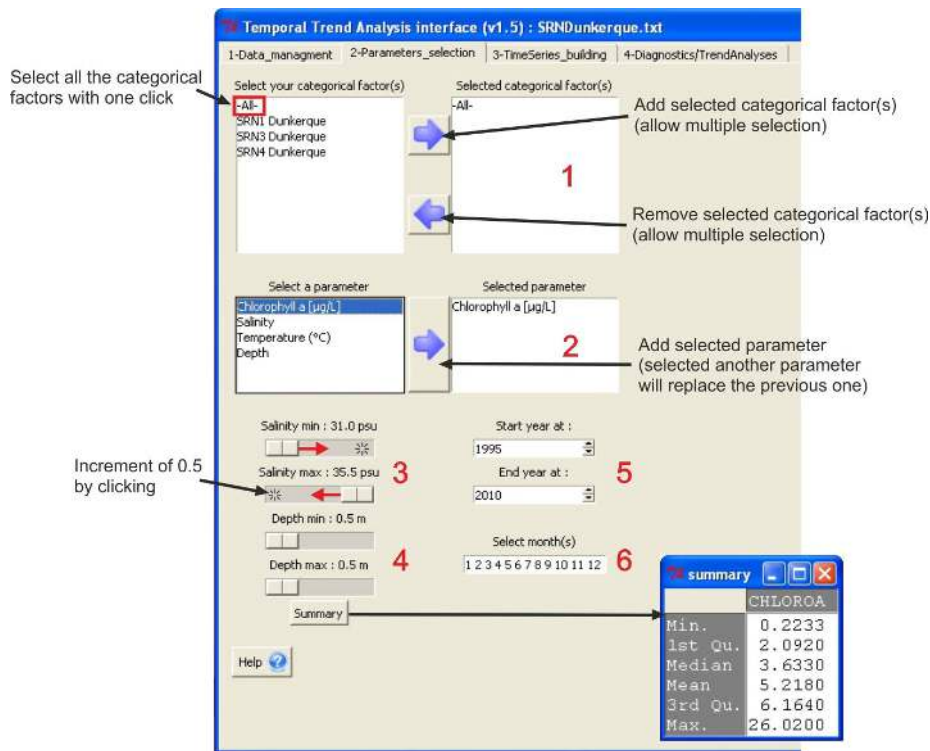 Temporal Trend Analysis interface (v1.5) : SRNDunkerque.txt
1-Data_managment
2-Parameters_selection
3-TimeSeries_building
4-Diagnostics/TrendAnalyses
Select all the categorical
factors with one click
Select your categorical factor(s)
-All-
SRN1 Dunkerque
SRN3 Dunkerque
SRN4 Dunkerque
Selected categorical factor(s)
-All-
1
Add selected categorical factor(s)
(allow multiple selection)
Remove selected categorical factor(s)
(allow multiple selection)
Select a parameter
Chlorophyll a [µg/L]
Salinity
Temperature (°C)
Depth
Selected parameter
Chlorophyll a [µg/L]
2
Add selected parameter
(selected another parameter
will replace the previous one)
Salinity min : 31.0 psu
Salinity max : 35.5 psu
3
Increment of 0.5
by clicking
Depth min : 0.5 m
Depth max : 0.5 m
4
Start year at :
1995
End year at :
2010
5
Select month(s)
1 2 3 4 5 6 7 8 9 10 11 12
6
Summary
Help
summary
CHLOROA
Min. 0.2233
1st Qu. 2.0920
Median 3.6330
Mean 5.2180
3rd Qu. 6.1640
Max. 26.0200